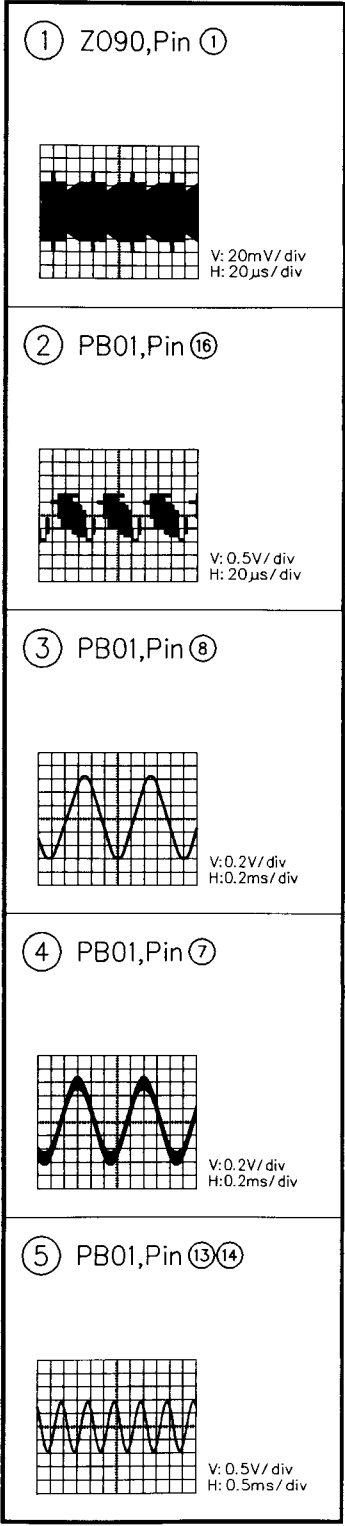 ① ZO90,Pin ①
V: 20mV/div
H: 20µs/div
② PB01,Pin ⑯
V: 0.5V/div
H: 20µs/div
③ PB01,Pin ⑧
V: 0.2V/div
H:0.2ms/div
④ PB01,Pin ⑦
V: 0.2V/div
H:0.2ms/div
⑤ PB01,Pin ⑬⑭
V: 0.5V/div
H: 0.5ms/div